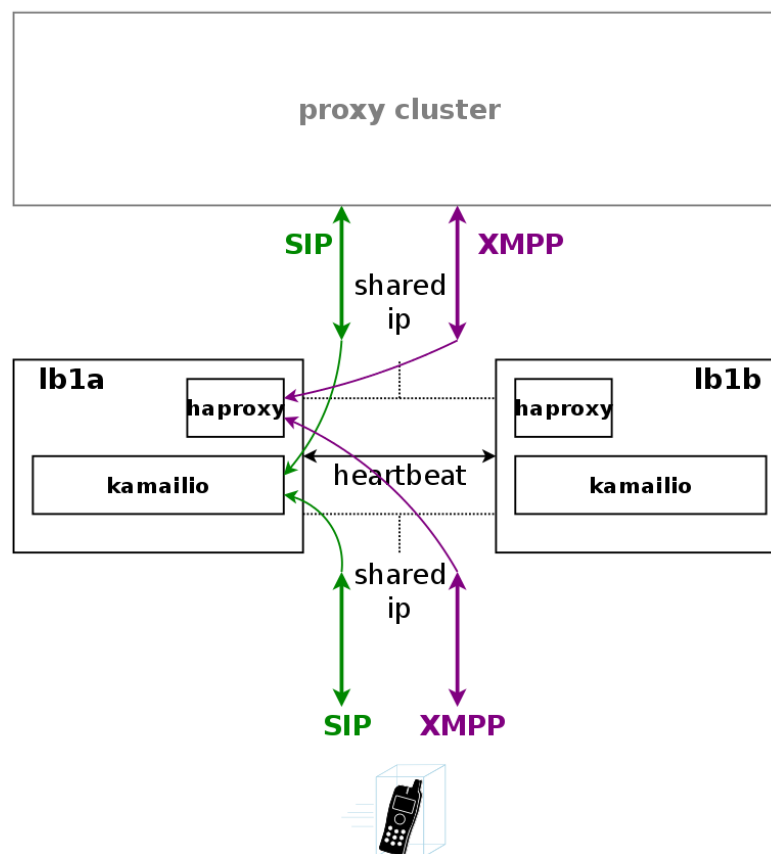 proxy cluster
SIP
XMPP
shared
ip
lb1a
lb1b
haproxy
haproxy
heartbeat
kamailio
kamailio
shared
ip
SIP
XMPP